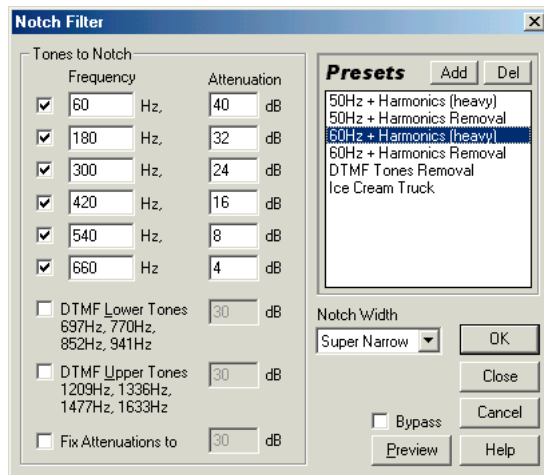 Notch Filter
Tones to Notch
Frequency Attenuation
60 Hz, 40 dB
180 Hz, 32 dB
300 Hz, 24 dB
420 Hz, 16 dB
540 Hz, 8 dB
660 Hz 4 dB
DTMF Lower Tones 30 dB
697Hz, 770Hz,
852Hz, 941Hz
DTMF Upper Tones 30 dB
1209Hz, 1336Hz,
1477Hz, 1633Hz
Fix Attenuations to 30 dB
Presets Add Del
50Hz + Harmonics (heavy)
50Hz + Harmonics Removal
60Hz + Harmonics (heavy)
60Hz + Harmonics Removal
DTMF Tones Removal
Ice Cream Truck
Notch Width
Super Narrow OK
Close
Bypass Cancel
Preview Help